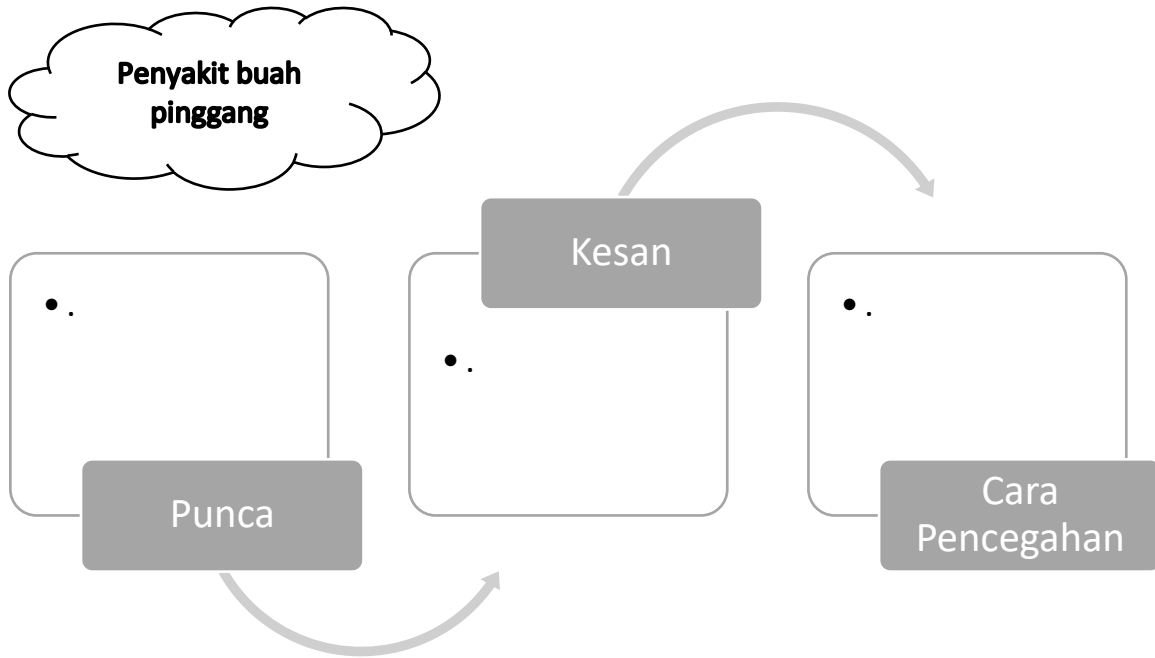 Penyakit buah
pinggang
• .
Punca
Kesan
• .
• .
Cara
Pencegahan